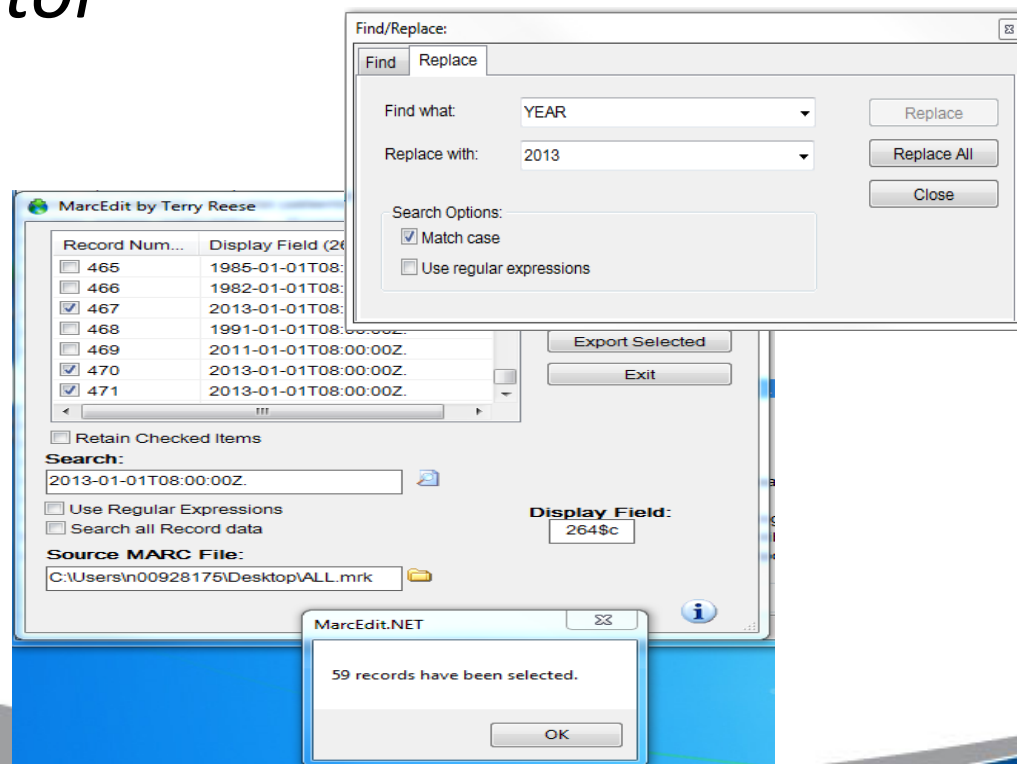 tor
Find/Replace:
Find Replace
Find what: YEAR Replace
Replace with: 2013 Replace All
Close
Search Options:
Match case
Use regular expressions
MarcEdit by Terry Reese
Record Num... Display Field (26
465 1985-01-01T08:
466 1982-01-01T08:
467 2013-01-01T08:
468 1991-01-01T08:00:00Z.
469 2011-01-01T08:00:00Z.
470 2013-01-01T08:00:00Z.
471 2013-01-01T08:00:00Z.
Export Selected
Exit
Retain Checked Items
Search:
2013-01-01T08:00:00Z.
Use Regular Expressions
Search all Record data
Display Field:
264$c
Source MARC File:
C:\Users\n00928175\Desktop\ALL.mrk
MarcEdit.NET
59 records have been selected.
OK